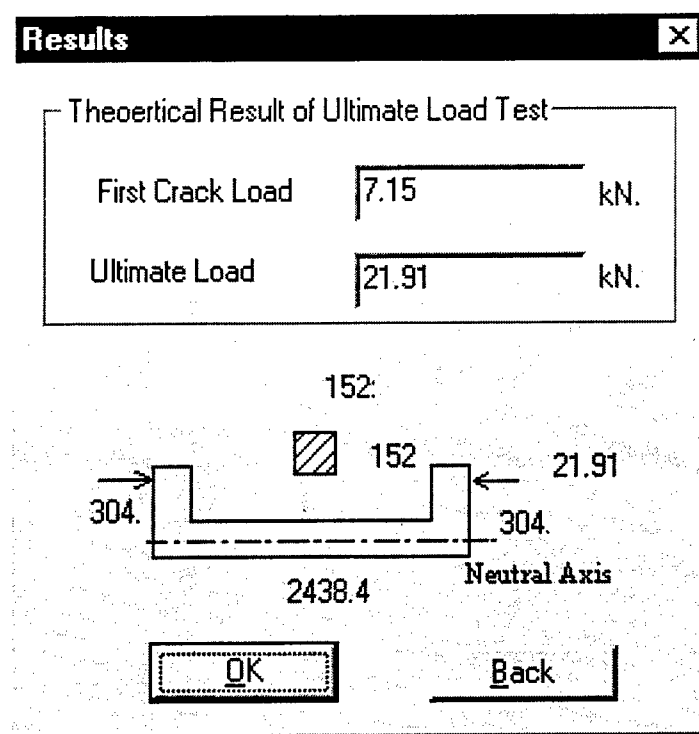 Results
Theoertical Result of Ultimate Load Test
First Crack Load 7.15 kN.
Ultimate Load 21.91 kN.
152:
152 21.91
304. 304.
Neutral Axis
2438.4
OK Back